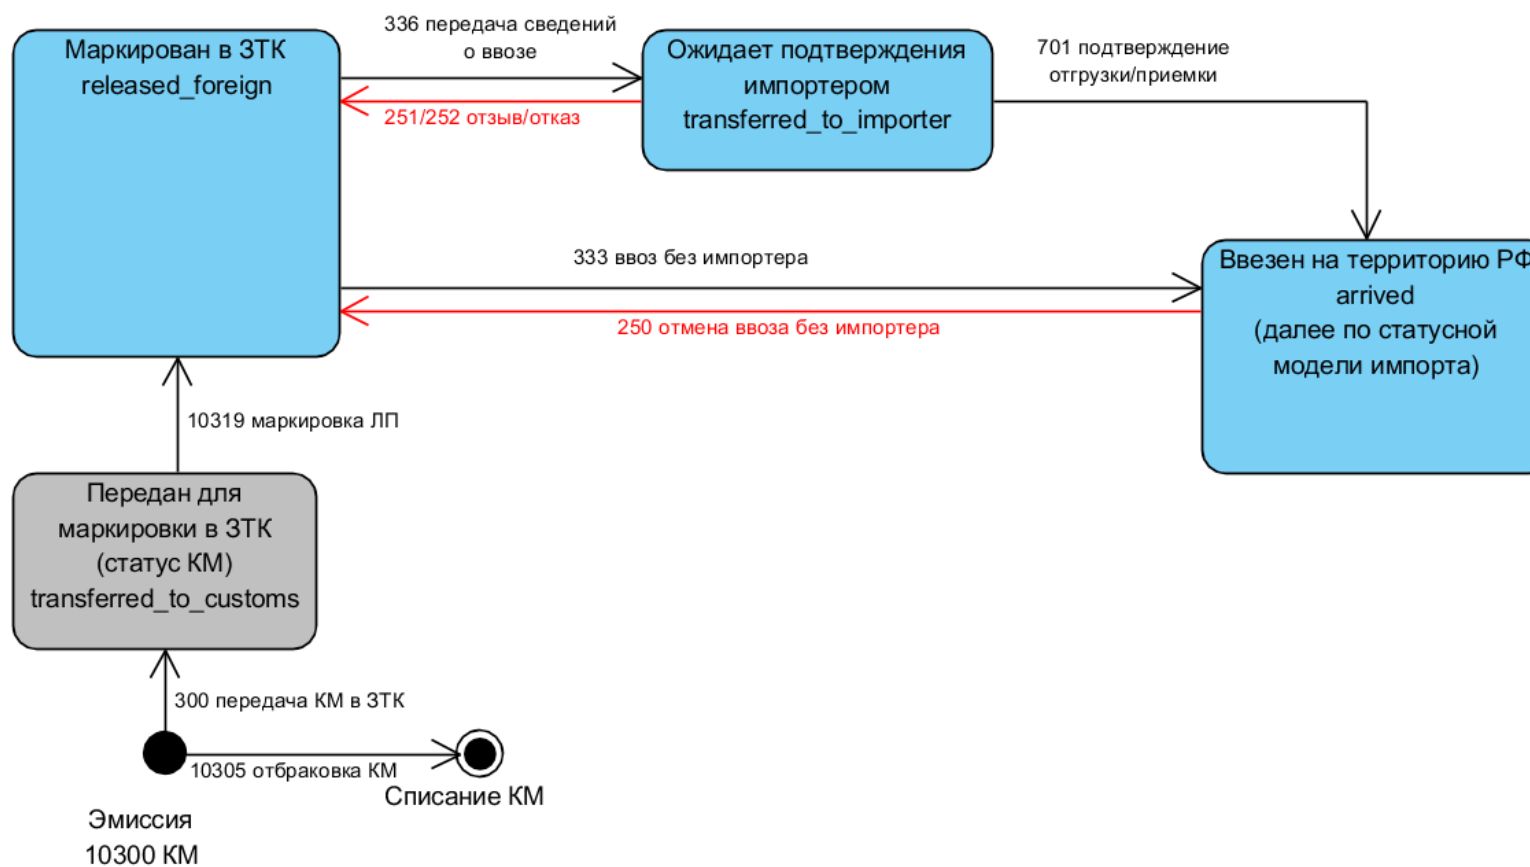 336 передача сведений
о ввозе
Маркирован в ЗТК
released_foreign
Ожидает подтверждения
импортером
transferred_to_importer
701 подтверждение
отгрузки/приемки
251/252 отзыв/отказ
333 ввоз без импортера
250 отмена ввоза без импортера
Ввезен на территорию РФ
arrived
(далее по статусной
модели импорта)
10319 маркировка ЛП
Передан для
маркировки в ЗТК
(статус КМ)
transferred_to_customs
300 передача КМ в ЗТК
10305 отбраковка КМ
Списание КМ
Эмиссия
10300 КМ